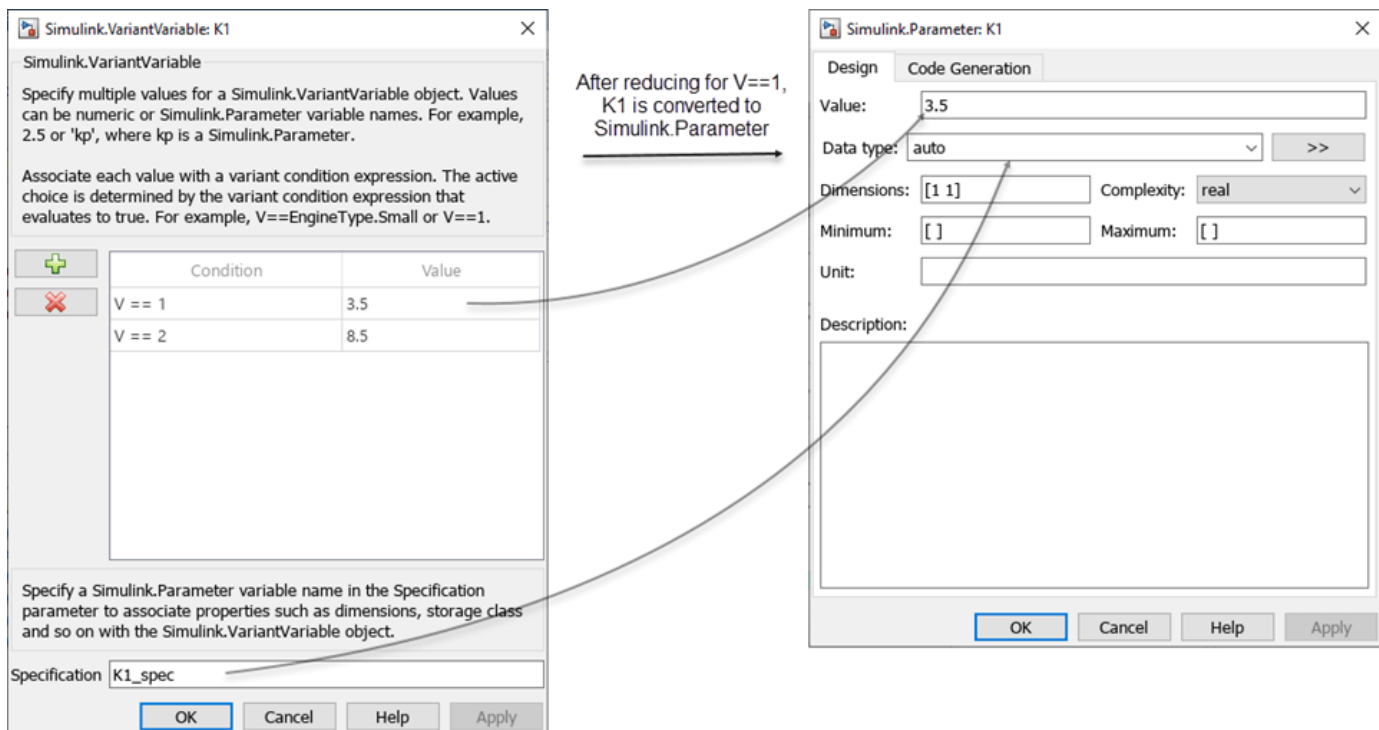 Simulink.VariantVariable: K1
Simulink.VariantVariable
Specify multiple values for a Simulink.VariantVariable object. Values
can be numeric or Simulink.Parameter variable names. For example,
2.5 or 'kp', where kp is a Simulink.Parameter.
Associate each value with a variant condition expression. The active
choice is determined by the variant condition expression that
evaluates to true. For example, V==EngineType.Small or V==1.
Condition Value
V == 1 3.5
V == 2 8.5
Specify a Simulink.Parameter variable name in the Specification
parameter to associate properties such as dimensions, storage class
and so on with the Simulink.VariantVariable object.
Specification K1_spec
OK Cancel Help Apply
After reducing for V==1,
K1 is converted to
Simulink.Parameter
Simulink.Parameter: K1
Design Code Generation
Value: 3.5
Data type: auto >>
Dimensions: [1 1] Complexity: real
Minimum: [ ] Maximum: [ ]
Unit:
Description:
OK Cancel Help Apply